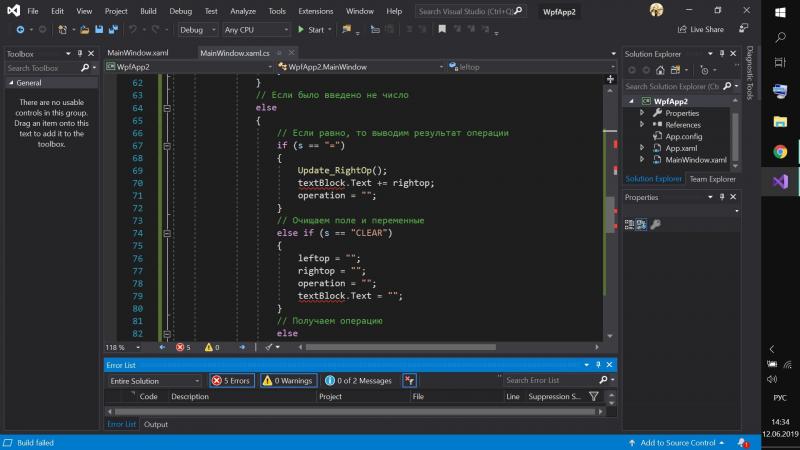 File Edit View Project Build Debug Team Analyze Tools Extensions Window Help Search Visual Studio (Ctrl+Q) WpfApp2
Debug Any CPU Start Live Share
Toolbox
Search Toolbox
General
There are no usable
controls in this group.
Drag an item onto this
text to add it to the
toolbox.
MainWindow.xaml MainWindow.xaml.cs
WpfApp2 WpfApp2.MainWindow leftop
62 }
63 // Если было введено не число
64 else
65 {
66 // Если равно, то выводим результат операции
67 if (s == "=")
68 {
69 Update_RightOp();
70 textBlock.Text += rightop;
71 operation = "";
72 }
73 // Очищаем поле и переменные
74 else if (s == "CLEAR")
75 {
76 leftop = "";
77 rightop = "";
78 operation = "";
79 textBlock.Text = "";
80 }
81 // Получаем операцию
82 else
118 % 5 0
Error List
Entire Solution 5 Errors 0 Warnings 0 of 2 Messages Search Error List
Code Description Project File Line Suppression S...
Error List Output
Solution Explorer
Search Solution Explorer (Ctrl
WpfApp2
Properties
References
App.config
App.xaml
MainWindow.xaml
Solution Explorer Team Explorer
Properties
Diagnostic Tools
Build failed Add to Source Control 1
РУС
14:34
12.06.2019